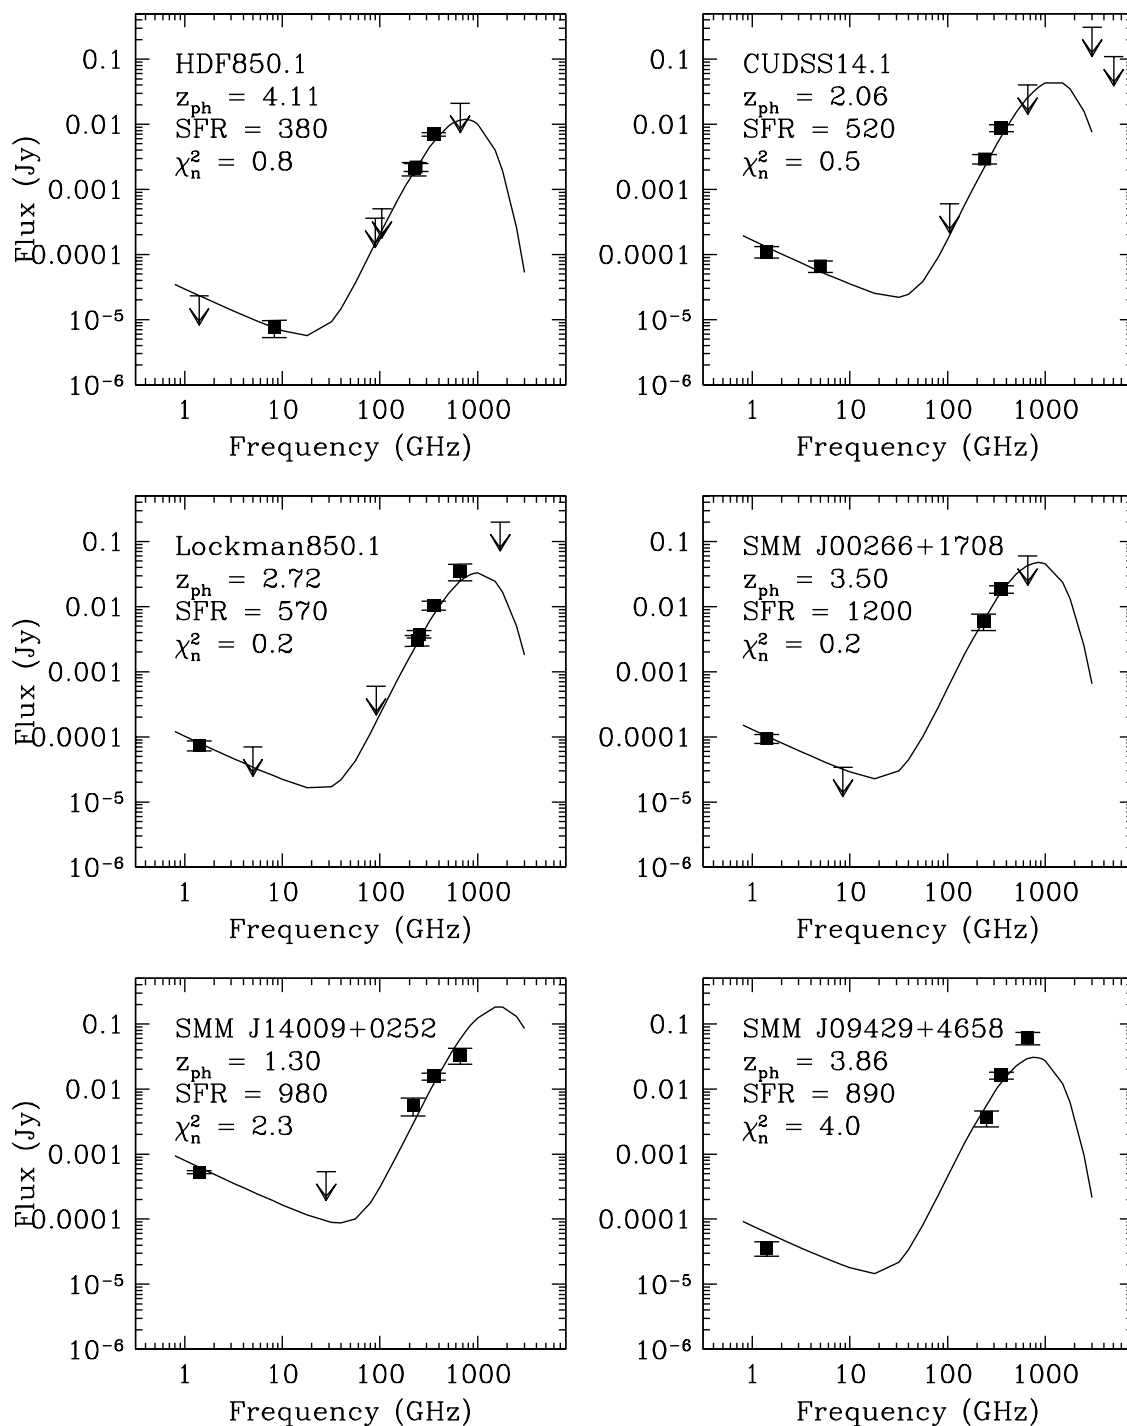 HDF850.1
z_ph = 4.11
SFR = 380
χ²_n = 0.8
0.1
0.01
0.001
0.0001
10⁻⁵
10⁻⁶
Flux (Jy)
1 10 100 1000
Frequency (GHz)
CUDSS14.1
z_ph = 2.06
SFR = 520
χ²_n = 0.5
0.1
0.01
0.001
0.0001
10⁻⁵
10⁻⁶
1 10 100 1000
Frequency (GHz)
Lockman850.1
z_ph = 2.72
SFR = 570
χ²_n = 0.2
0.1
0.01
0.001
0.0001
10⁻⁵
10⁻⁶
Flux (Jy)
1 10 100 1000
Frequency (GHz)
SMM J00266+1708
z_ph = 3.50
SFR = 1200
χ²_n = 0.2
0.1
0.01
0.001
0.0001
10⁻⁵
10⁻⁶
1 10 100 1000
Frequency (GHz)
SMM J14009+0252
z_ph = 1.30
SFR = 980
χ²_n = 2.3
0.1
0.01
0.001
0.0001
10⁻⁵
10⁻⁶
Flux (Jy)
1 10 100 1000
Frequency (GHz)
SMM J09429+4658
z_ph = 3.86
SFR = 890
χ²_n = 4.0
0.1
0.01
0.001
0.0001
10⁻⁵
10⁻⁶
1 10 100 1000
Frequency (GHz)